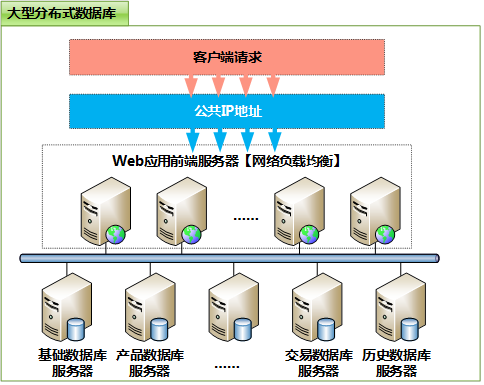 大型分布式数据库
客户端请求
公共IP地址
Web应用前端服务器【网络负载均衡】
……
基础数据库
服务器
产品数据库
服务器
……
交易数据库
服务器
历史数据库
服务器